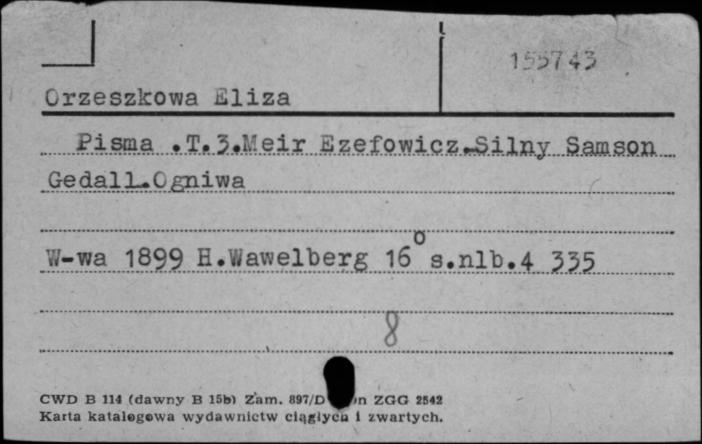 155743
Orzeszkowa Eliza
Pisma .T.3.Meir Ezefowicz.-Silny Samson
Gedall.-Ogniwa
W-wa 1899 H.Wawelberg 16° s.nlb.4 335
8
CWD B 114 (dawny B 15b) Zam. 897/D n ZGG 2542
Karta katalogowa wydawnictw ciągłych i zwartych.